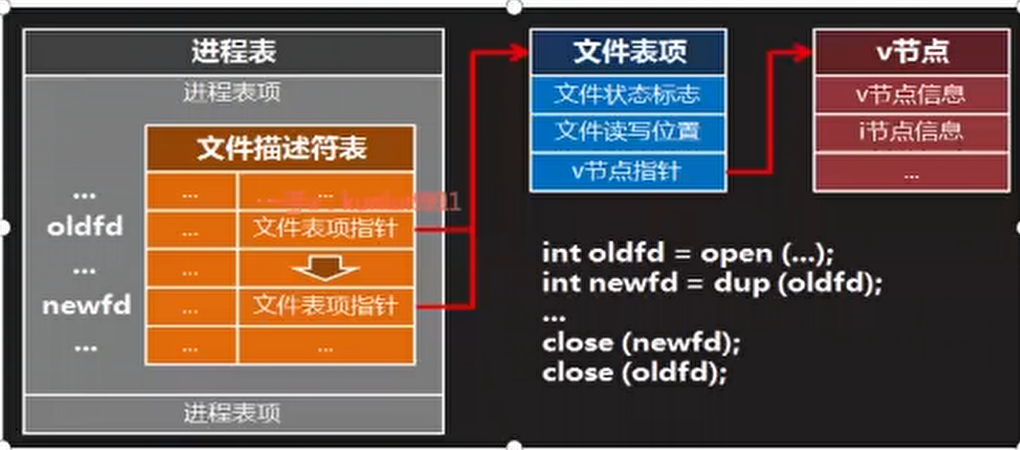 进程表
进程表项
文件描述符表
... ... ...
oldfd ... 文件表项指针
... ...
newfd ... 文件表项指针
... ... ...
进程表项
文件表项
文件状态标志
文件读写位置
v节点指针
v节点
v节点信息
i节点信息
...
int oldfd = open (...);
int newfd = dup (oldfd);
...
close (newfd);
close (oldfd);